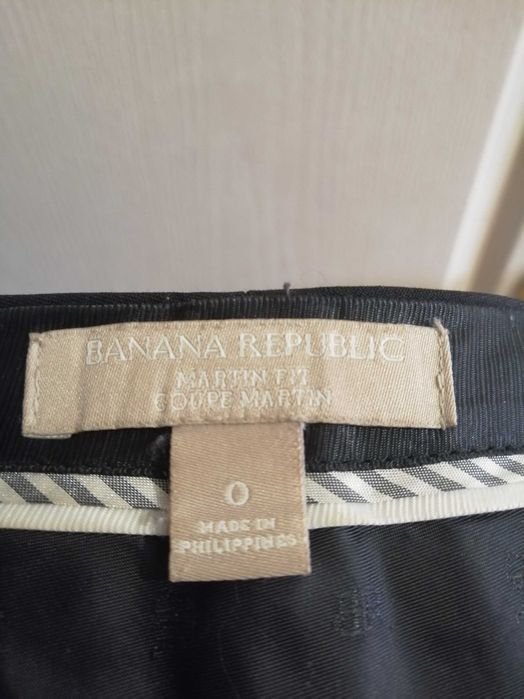 BANANA REPUBLIC
MARTIN FIT
COUPE MARTIN
0
MADE IN
PHILIPPINES